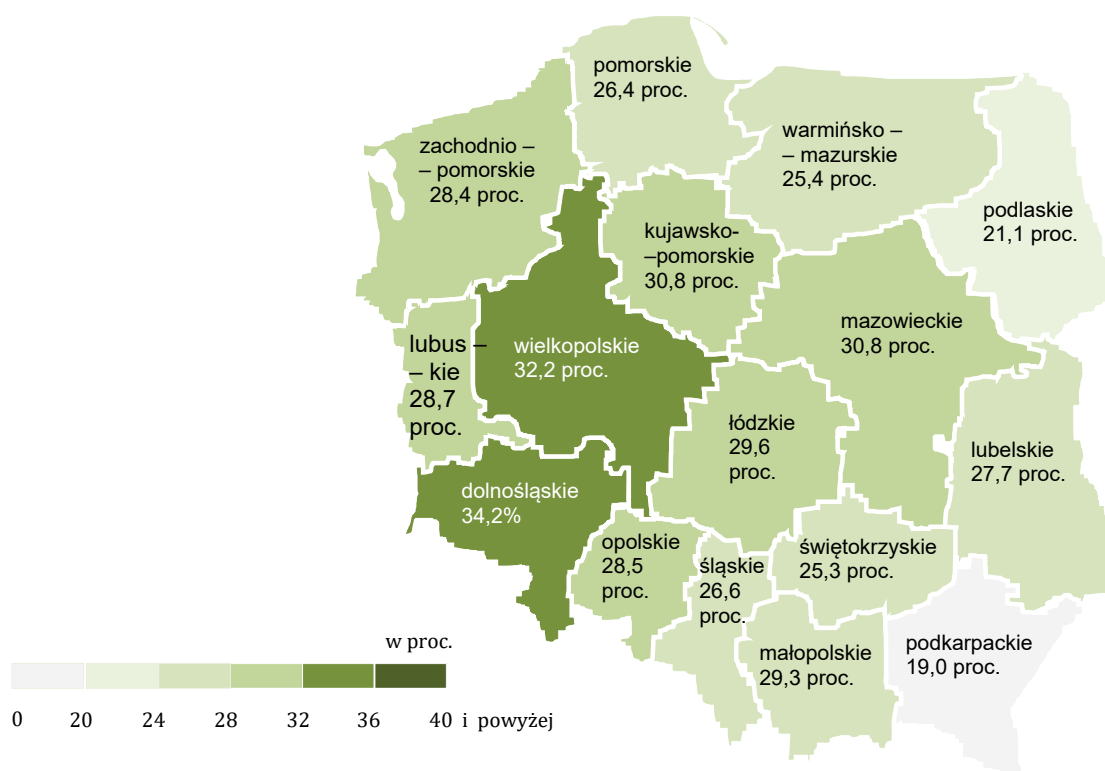 pomorskie
26,4 proc.
zachodnio –
– pomorskie
28,4 proc.
warmińsko –
– mazurskie
25,4 proc.
podlaskie
21,1 proc.
kujawsko-
–pomorskie
30,8 proc.
mazowieckie
30,8 proc.
lubus –
– kie
28,7
proc.
wielkopolskie
32,2 proc.
łódzkie
29,6
proc.
lubelskie
27,7 proc.
dolnośląskie
34,2%
opolskie
28,5
proc.
śląskie
26,6
proc.
świętokrzyskie
25,3 proc.
małopolskie
29,3 proc.
podkarpackie
19,0 proc.
w proc.
0 20 24 28 32 36 40 i powyżej